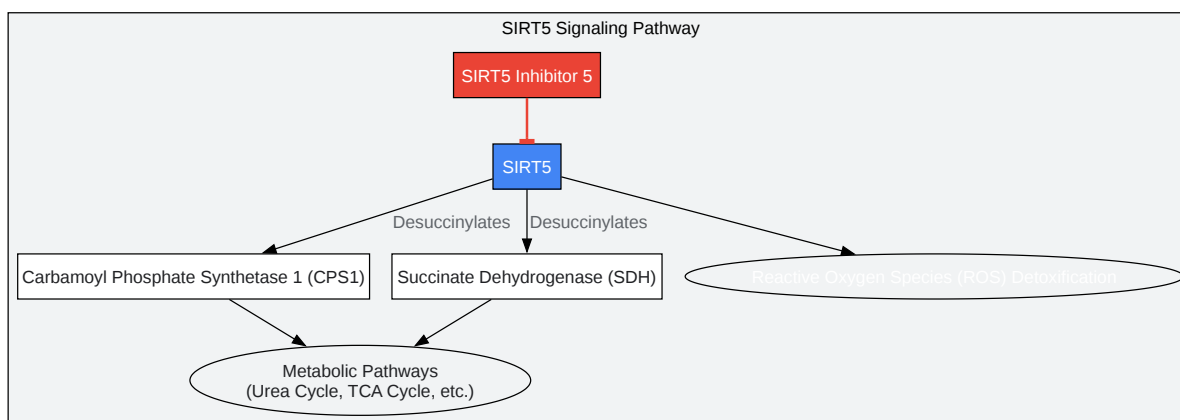 SIRT5 Signaling Pathway
SIRT5 Inhibitor 5
SIRT5
Desuccinylates
Desuccinylates
Carbamoyl Phosphate Synthetase 1 (CPS1)
Succinate Dehydrogenase (SDH)
Reactive Oxygen Species (ROS) Detoxification
Metabolic Pathways
(Urea Cycle, TCA Cycle, etc.)